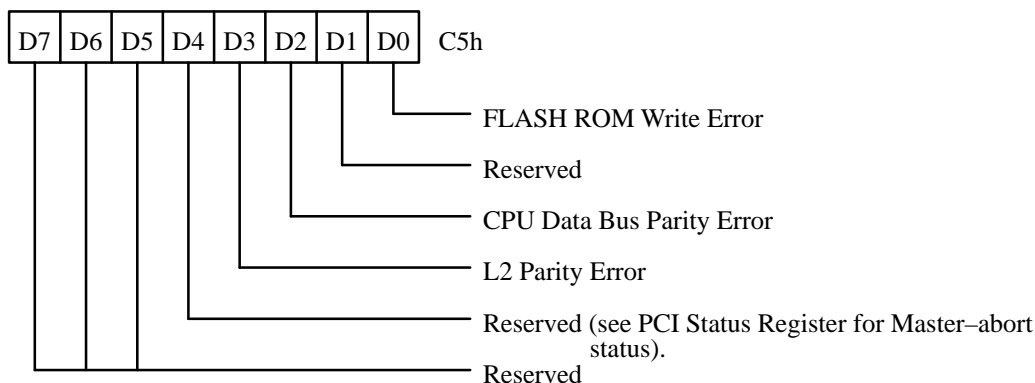 D7 D6 D5 D4 D3 D2 D1 D0 C5h
FLASH ROM Write Error
Reserved
CPU Data Bus Parity Error
L2 Parity Error
Reserved (see PCI Status Register for Master–abort
status).
Reserved